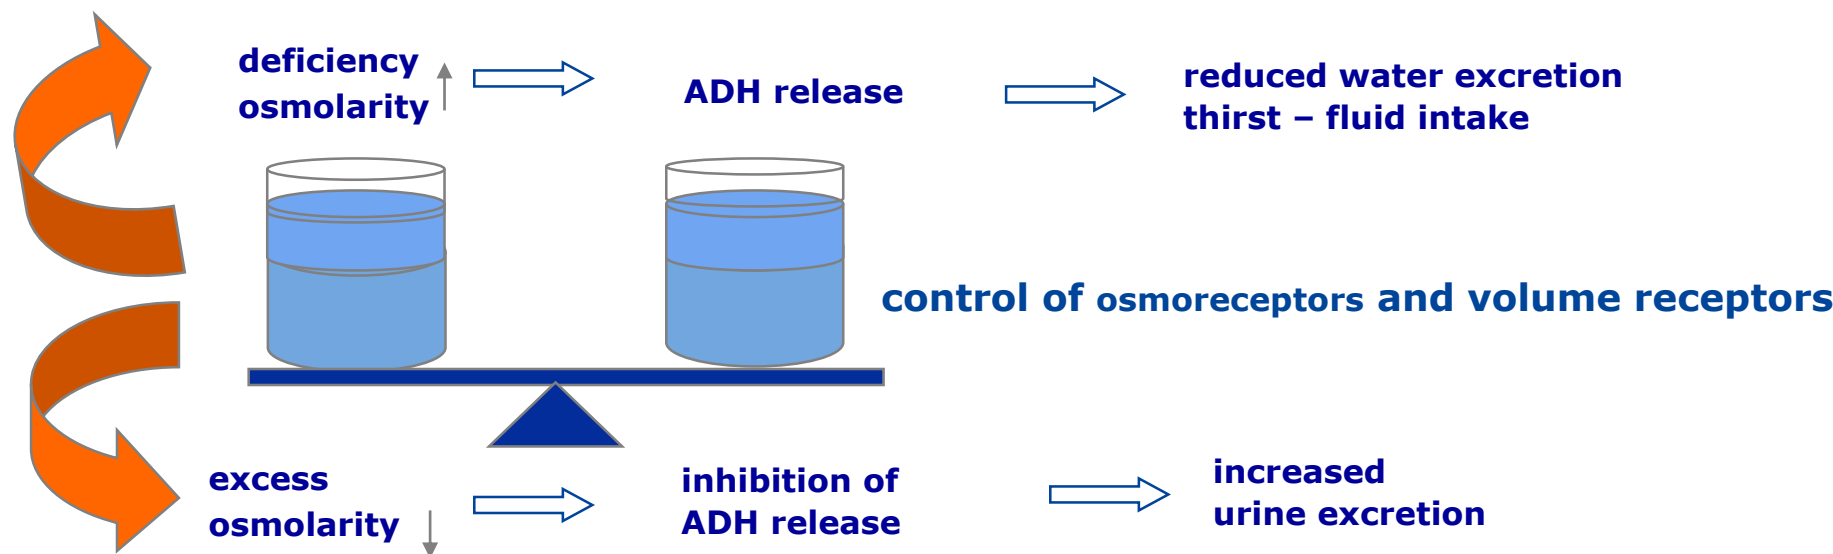 deficiency
osmolarity
ADH release
reduced water excretion
thirst – fluid intake
control of osmoreceptors and volume receptors
excess
osmolarity
inhibition of
ADH release
increased
urine excretion